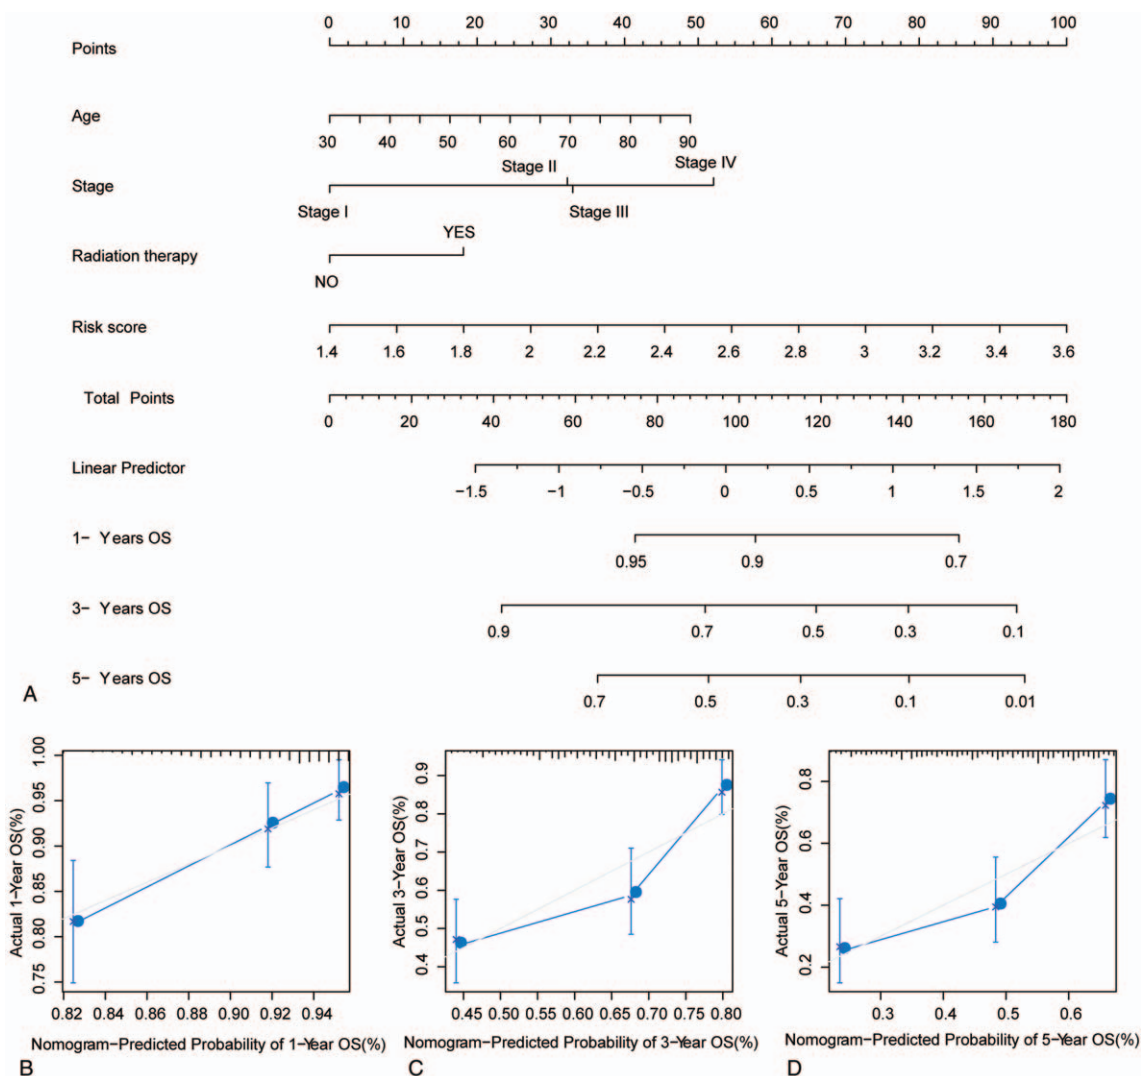 0 10 20 30 40 50 60 70 80 90 100
Points
Age
30 40 50 60 70 80 90
Stage II Stage IV
Stage
Stage I Stage III
YES
Radiation therapy
NO
Risk score
1.4 1.6 1.8 2 2.2 2.4 2.6 2.8 3 3.2 3.4 3.6
Total Points
0 20 40 60 80 100 120 140 160 180
Linear Predictor
−1.5 −1 −0.5 0 0.5 1 1.5 2
1− Years OS
0.95 0.9 0.7
3− Years OS
0.9 0.7 0.5 0.3 0.1
5− Years OS
0.7 0.5 0.3 0.1 0.01
A
Actual 1−Year OS(%)
1.00
0.95
0.90
0.85
0.80
0.75
0.82 0.84 0.86 0.88 0.90 0.92 0.94
Nomogram−Predicted Probability of 1−Year OS(%)
B
Actual 3−Year OS(%)
0.9
0.8
0.7
0.6
0.5
0.4
0.45 0.50 0.55 0.60 0.65 0.70 0.75 0.80
Nomogram−Predicted Probability of 3−Year OS(%)
C
Actual 5−Year OS(%)
0.8
0.6
0.4
0.2
0.3 0.4 0.5 0.6
Nomogram−Predicted Probability of 5−Year OS(%)
D